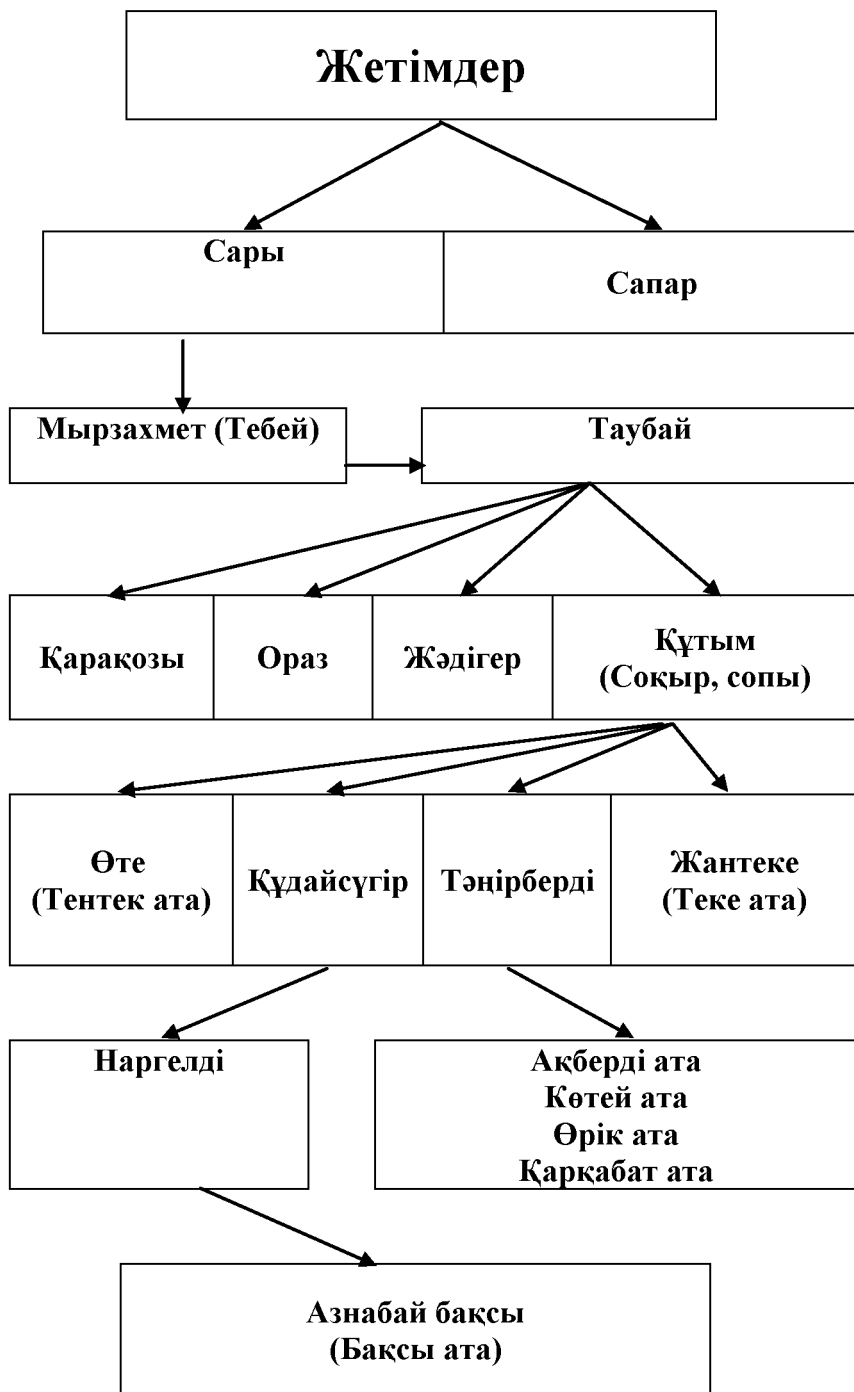 Жетімдер
Сары
Сапар
Мырзахмет (Тебей)
Таубай
Қарақозы
Ораз
Жәдігер
Құтым
(Соқыр, сопы)
Өте
(Тентек ата)
Құдайсүгір
Тәңірберді
Жантеке
(Теке ата)
Наргелді
Ақберді ата
Көтей ата
Өрік ата
Қарқабат ата
Азнабай бақсы
(Бақсы ата)